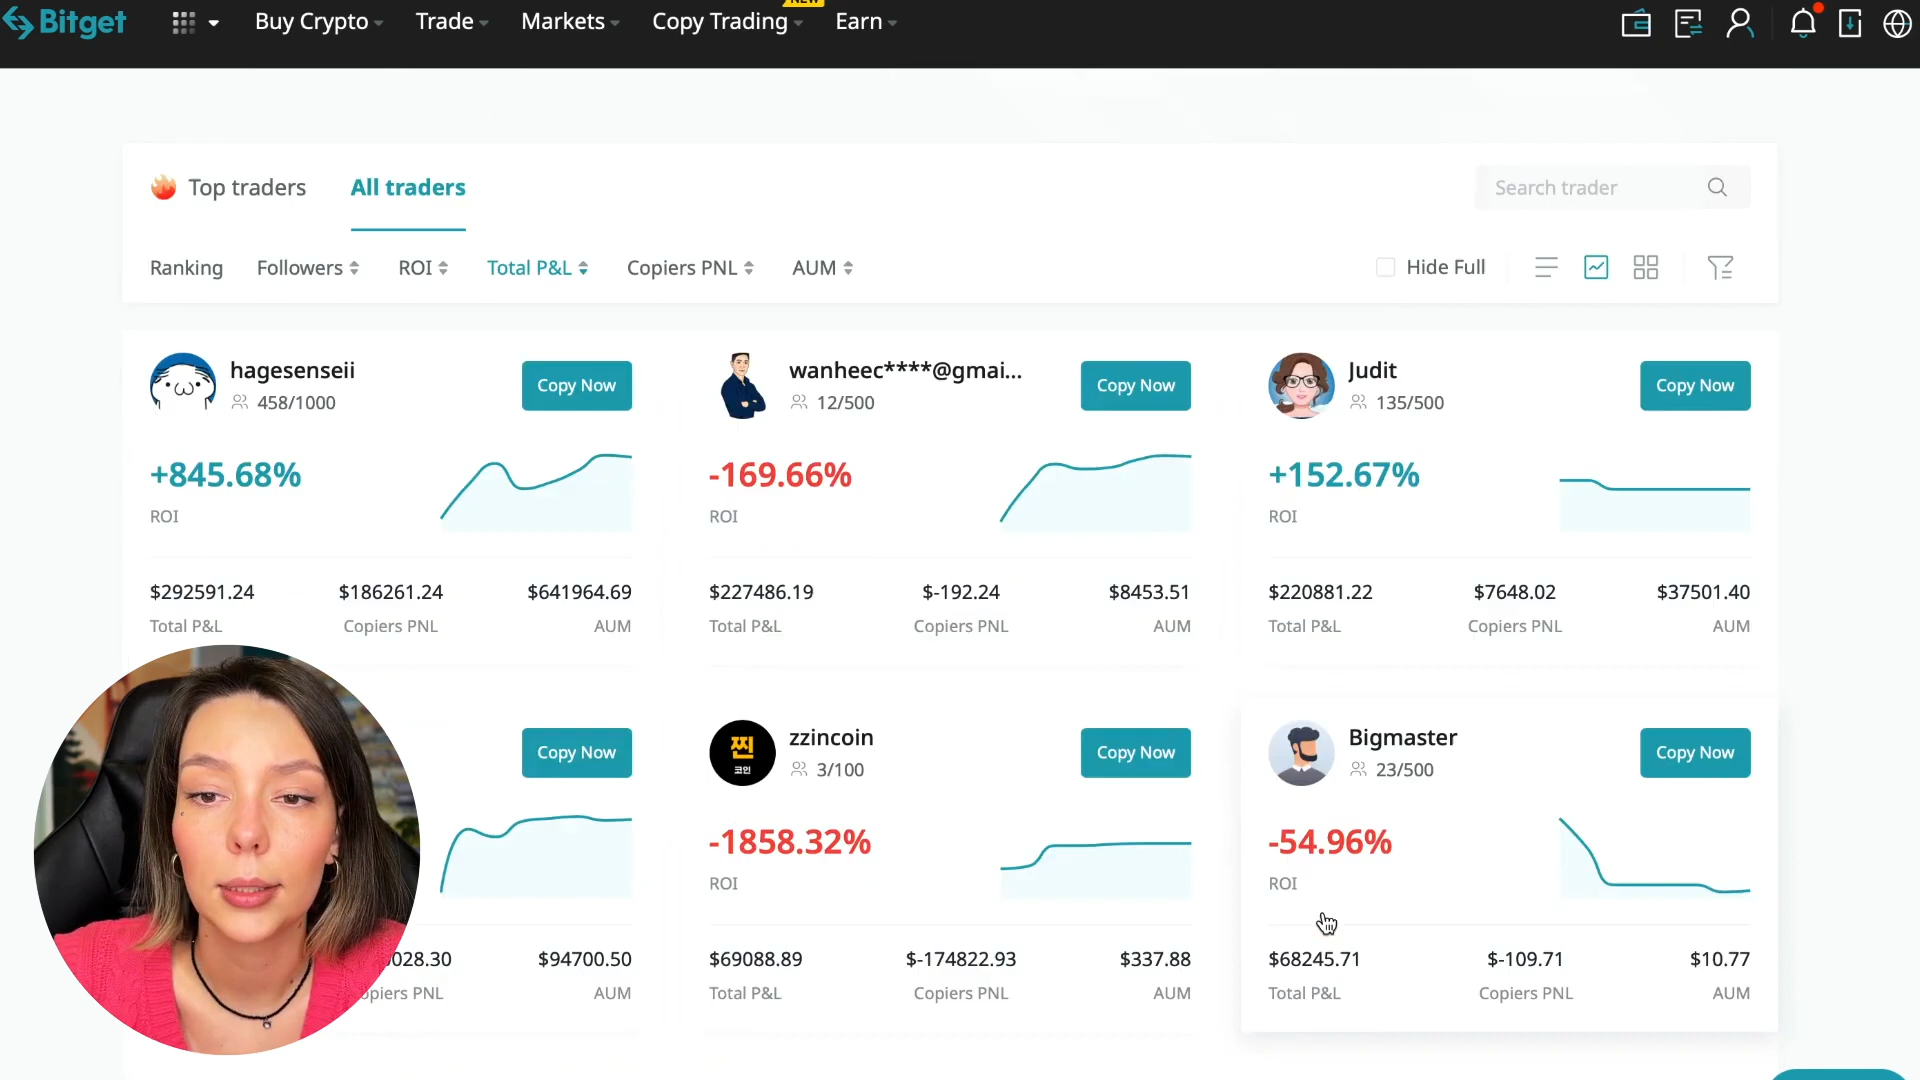 Bitget
Buy Crypto
Trade
Markets
Copy Trading
NEW
Earn
Top traders
All traders
Search trader
Ranking
Followers
ROI
Total P&L
Copiers PNL
AUM
Hide Full
hagesenseii
458/1000
Copy Now
+845.68%
ROI
$292591.24
$186261.24
$641964.69
Total P&L
Copiers PNL
AUM
wanheec****@gmai...
12/500
Copy Now
-169.66%
ROI
$227486.19
$-192.24
$8453.51
Total P&L
Copiers PNL
AUM
Judit
135/500
Copy Now
+152.67%
ROI
$220881.22
$7648.02
$37501.40
Total P&L
Copiers PNL
AUM
Copy Now
028.30
$94700.50
opiers PNL
AUM
찐
코인
zzincoin
3/100
Copy Now
-1858.32%
ROI
$69088.89
$-174822.93
$337.88
Total P&L
Copiers PNL
AUM
Bigmaster
23/500
Copy Now
-54.96%
ROI
$68245.71
$-109.71
$10.77
Total P&L
Copiers PNL
AUM